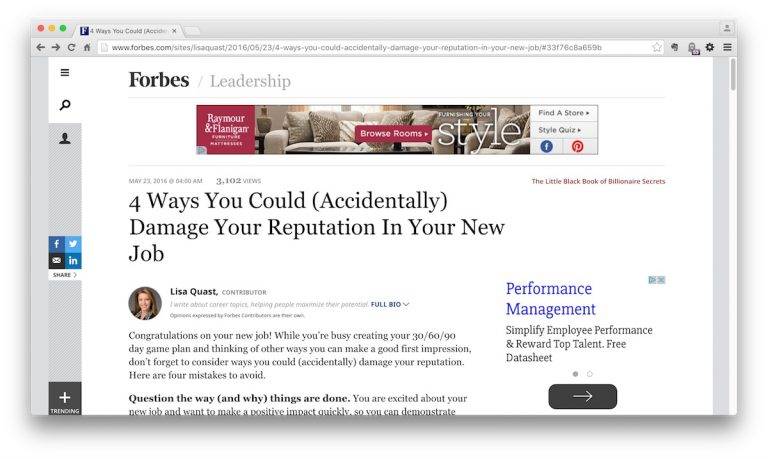 4 Ways You Could (Acciden
www.forbes.com/sites/lisaquast/2016/05/23/4-ways-you-could-accidentally-damage-your-reputation-in-your-new-job/#33f76c8a659b
Forbes / Leadership
Raymour
&Flanigan
FURNITURE
MATTRESSES
Browse Rooms
FURNISHING YOUR
style
Find A Store
Style Quiz
MAY 23, 2016 @ 04:00 AM 3,102 VIEWS
The Little Black Book of Billionaire Secrets
4 Ways You Could (Accidentally)
Damage Your Reputation In Your New
Job
Lisa Quast, CONTRIBUTOR
I write about career topics, helping people maximize their potential. FULL BIO
Opinions expressed by Forbes Contributors are their own.
SHARE
Performance
Management
Simplify Employee Performance
& Reward Top Talent. Free
Datasheet
Congratulations on your new job! While you're busy creating your 30/60/90
day game plan and thinking of other ways you can make a good first impression,
don't forget to consider ways you could (accidentally) damage your reputation.
Here are four mistakes to avoid.
Question the way (and why) things are done. You are excited about your
new job and want to make a positive impact quickly, so you can demonstrate
TRENDING